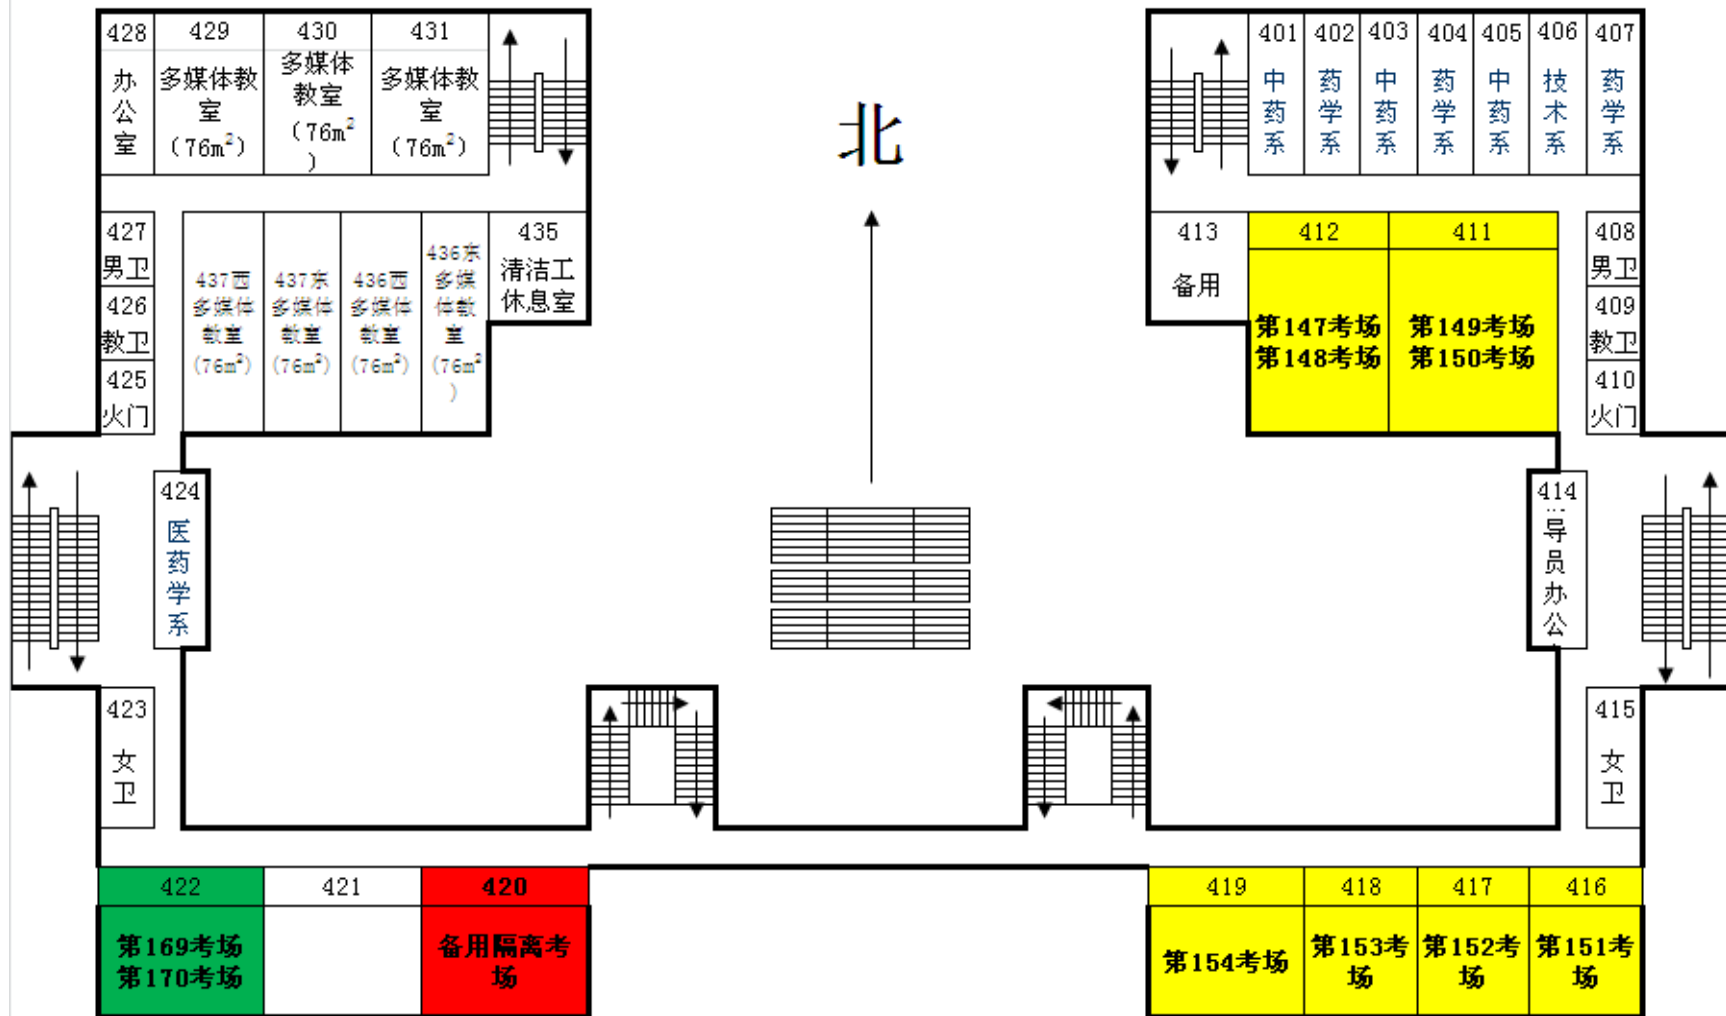 428
办
公
室
429
多媒体教
室
（76m²）
430
多媒体
教室
（76m²
）
431
多媒体教
室
（76m²）
北
401
中
药
系
402
药
学
系
403
中
药
系
404
药
学
系
405
中
药
系
406
技
术
系
407
药
学
系
427
男卫
426
教卫
425
火门
437西
多媒体
教室
（76m²）
437东
多媒体
教室
（76m²）
436西
多媒体
教室
（76m²）
436东
多媒
体教
室
（76m²
）
435
清洁工
休息室
413
备用
412
第147考场
第148考场
411
第149考场
第150考场
408
男卫
409
教卫
410
火门
424
医
药
学
系
414
导
员
办
公
423
女
卫
415
女
卫
422
第169考场
第170考场
421
420
备用隔离考
场
419
第154考场
418
第153考
场
417
第152考
场
416
第151考
场